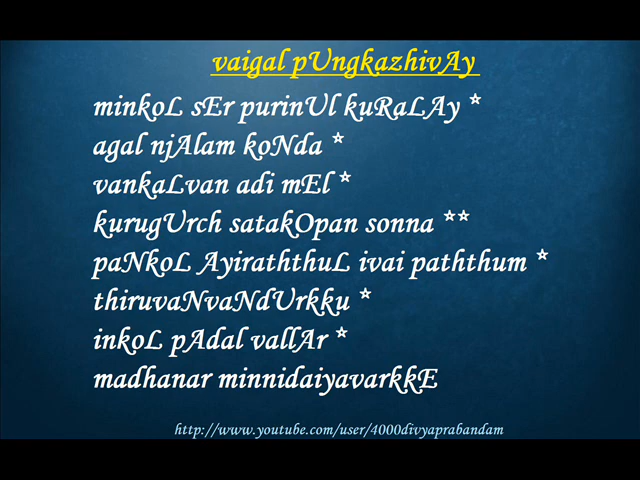 vaigal pUngkazhivAy
minkoL sEr purinUl kuRaLAy *
agal njAlam koNda *
vankaLvan adi mEl *
kurugUrch satakOpan sonna **
paNkoL AyiraththuL ivai paththum *
thiruvaNvaNdUrkku *
inkoL pAdal vallAr *
madhanar minnidaiyavarkkE
http://www.youtube.com/user/4000divyaprabandam